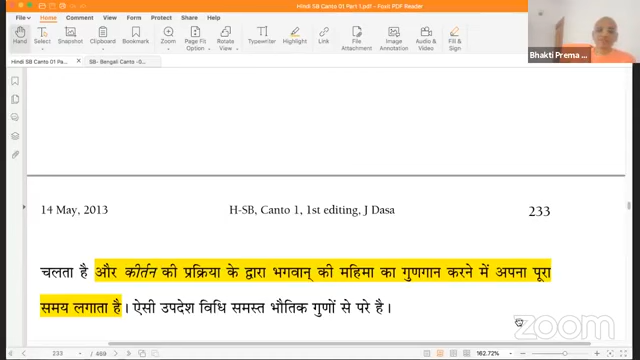 Hindi SB Canto 01 Part 1.pdf - Foxit PDF Reader
File Home Comment View Form Protect Share Help
Hand Select Snapshot Clipboard Bookmark Zoom Page Fit Option Rotate View Typewriter Highlight Link File Attachment Image Annotation Audio & Video Fill & Sign
Hindi SB Canto 01 Pa... SB- Bengali Canto -0...
Bhakti Prema ...
14 May, 2013 H-SB, Canto 1, 1st editing, J Dasa 233
चलता है और कीर्तन की प्रक्रिया के द्वारा भगवान् की महिमा का गुणगान करने में अपना पूरा
समय लगाता है। ऐसी उपदेश विधि समस्त भौतिक गुणों से परे है।
zoom
233 / 489 162.72%